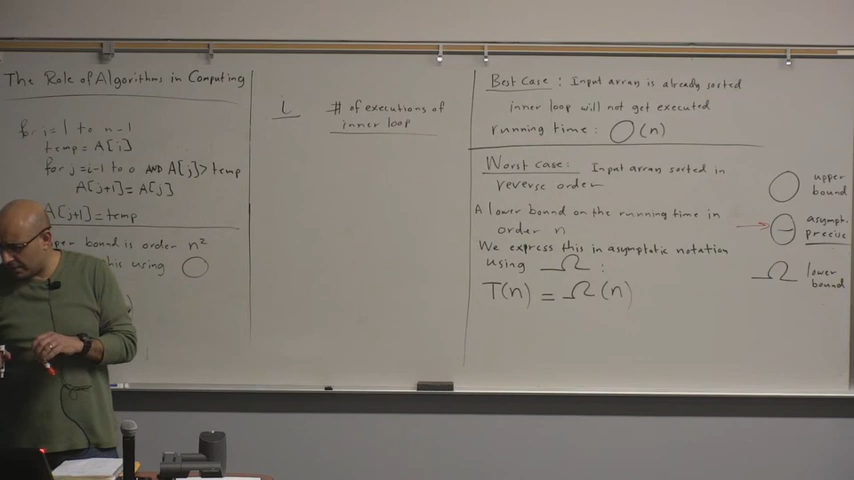 The Role of Algorithms in Computing
for i=1 to n-1
temp=A[i]
for j=i-1 to 0 AND A[j]>temp
A[j+1]=A[j]
A[j+1]=temp
bound is order n²
this using O
i
# of executions of
inner loop
Best Case : Input array is already sorted
inner loop will not get executed
running time : O(n)
Worst case: Input array sorted in
reverse order
A lower bound on the running time in
order n
We express this in asymptotic notation
using Ω :
T(n) = Ω(n)
O upper
bound
→ Θ asympt.
precise
Ω lower
bound